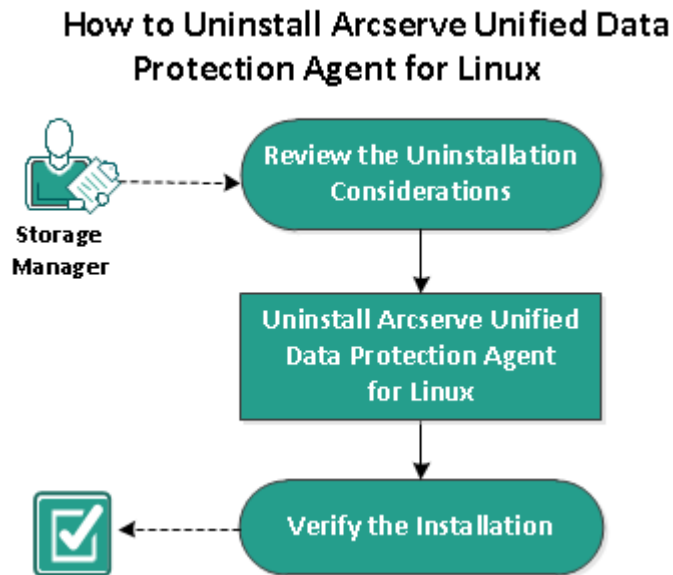 How to Uninstall Arcserve Unified Data
Protection Agent for Linux
Review the Uninstallation
Considerations
Storage
Manager
Uninstall Arcserve Unified
Data Protection Agent
for Linux
Verify the Installation